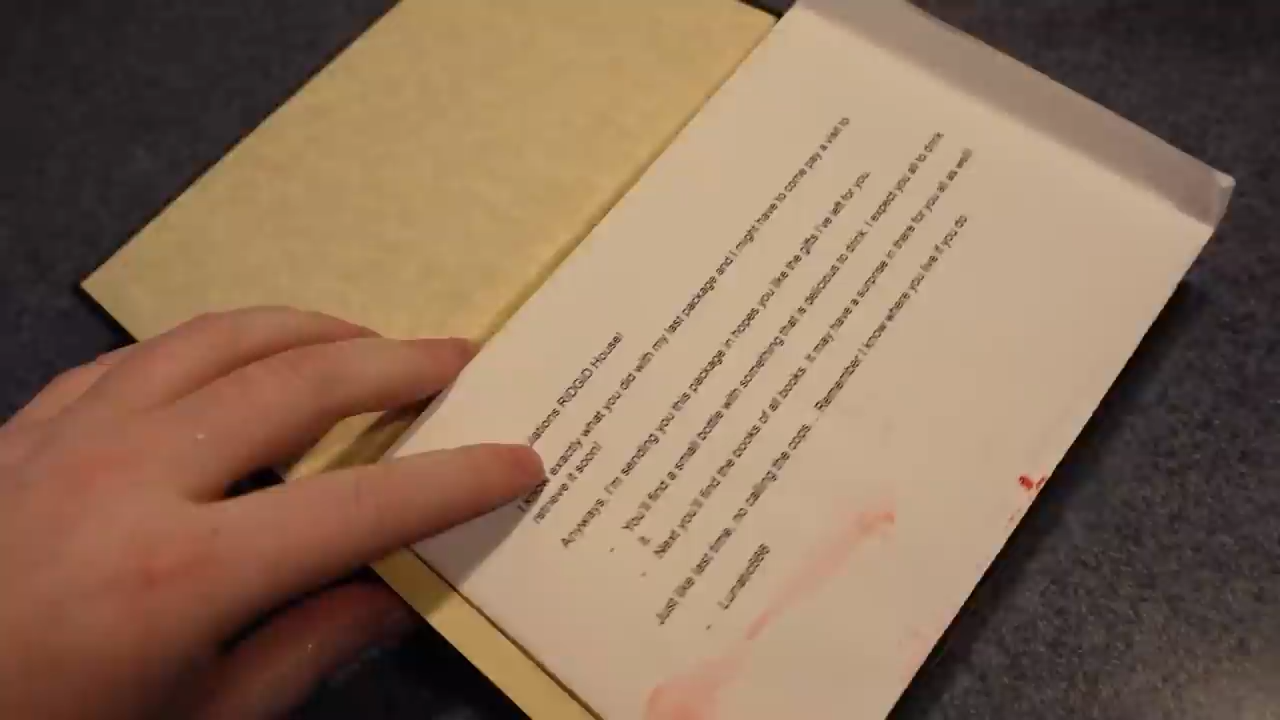 lations RIDGID House!
I know exactly what you did with my last package and I might have to come pay a visit to
retrieve it soon!
Anyways, I'm sending you this package in hopes you like the gifts I've left for you.
You'll find a small bottle with something that is delicious to drink. I expect you all to drink
it.
Next you'll find the books of all books. It may have a surprise in there for you all as well!
Just like last time, no calling the cops... Remember I know where you live if you do